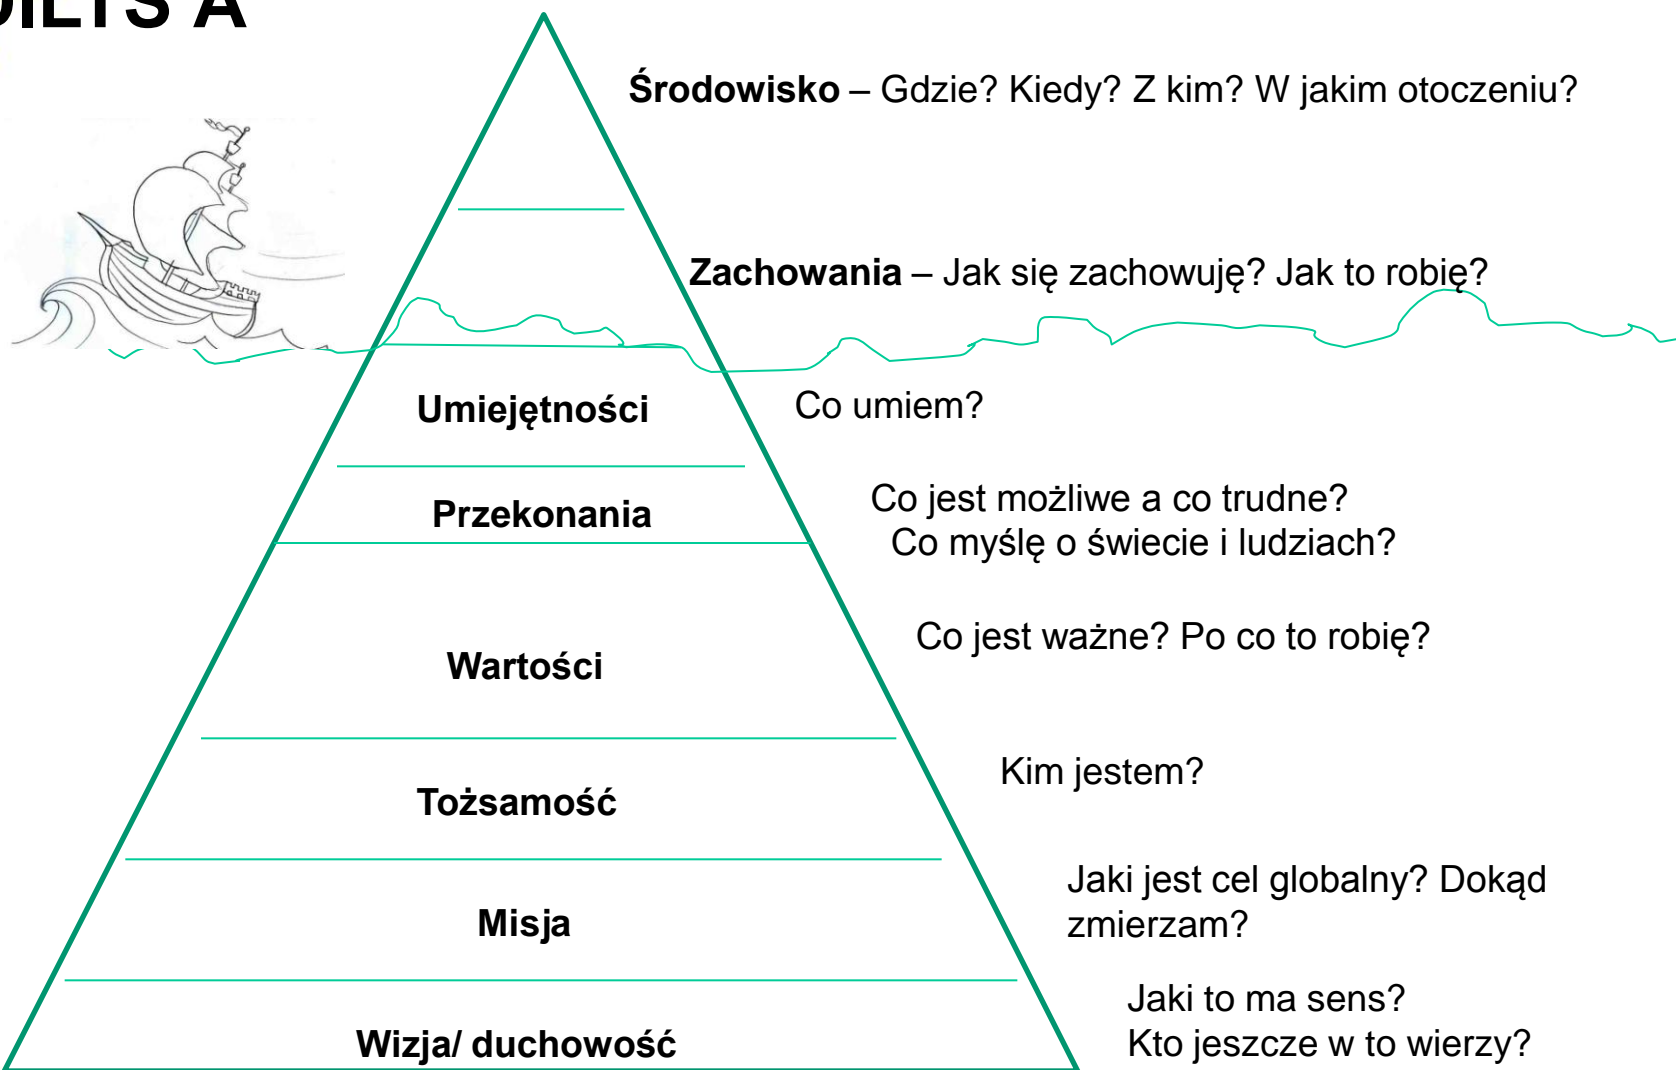 DILTS'A
Środowisko – Gdzie? Kiedy? Z kim? W jakim otoczeniu?
Zachowania – Jak się zachowuję? Jak to robię?
Umiejętności Co umiem?
Przekonania
Co jest możliwe a co trudne?
Co myślę o świecie i ludziach?
Wartości
Co jest ważne? Po co to robię?
Tożsamość
Kim jestem?
Misja
Jaki jest cel globalny? Dokąd
zmierzam?
Wizja/ duchowość
Jaki to ma sens?
Kto jeszcze w to wierzy?